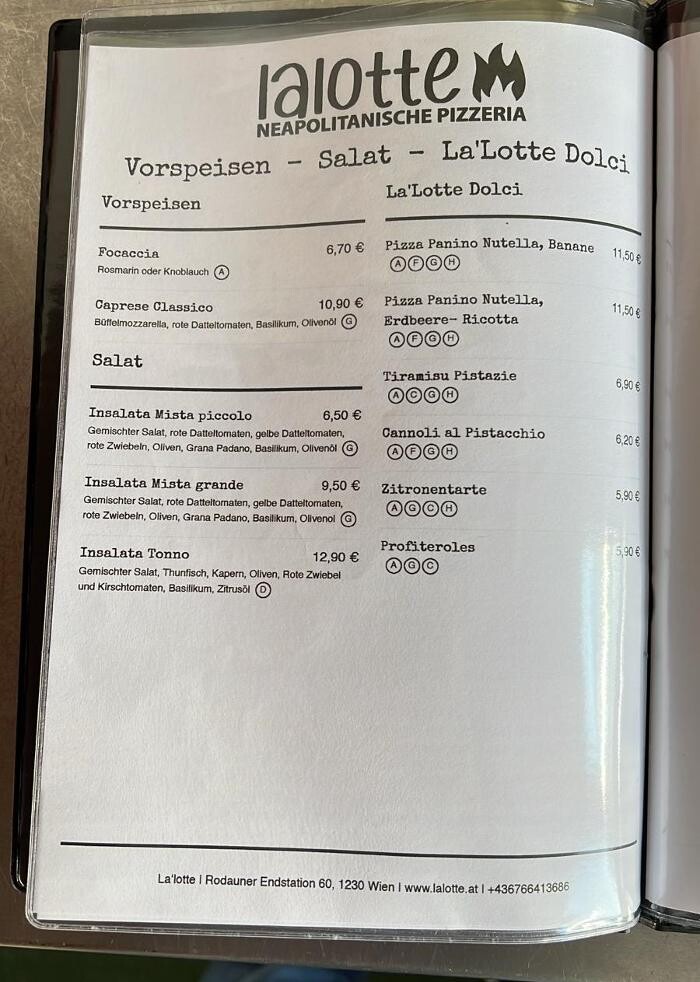 lalotte
NEAPOLITANISCHE PIZZERIA
Vorspeisen - Salat - La'Lotte Dolci
Vorspeisen
Focaccia 6,70 €
Rosmarin oder Knoblauch A
Caprese Classico 10,90 €
Büffelmozzarella, rote Datteltomaten, Basilikum, Olivenöl G
Salat
Insalata Mista piccolo 6,50 €
Gemischter Salat, rote Datteltomaten, gelbe Datteltomaten,
rote Zwiebeln, Oliven, Grana Padano, Basilikum, Olivenöl G
Insalata Mista grande 9,50 €
Gemischter Salat, rote Datteltomaten, gelbe Datteltomaten,
rote Zwiebeln, Oliven, Grana Padano, Basilikum, Olivenol G
Insalata Tonno 12,90 €
Gemischter Salat, Thunfisch, Kapern, Oliven, Rote Zwiebel
und Kirschtomaten, Basilikum, Zitrusöl D
La'Lotte Dolci
Pizza Panino Nutella, Banane 11,50 €
A F G H
Pizza Panino Nutella, 11,50 €
Erdbeere- Ricotta
A F G H
Tiramisu Pistazie 6,90 €
A C G H
Cannoli al Pistacchio 6,20 €
A F G H
Zitronentarte 5,90 €
A G C H
Profiteroles 5,90 €
A G C
La'lotte I Rodauner Endstation 60, 1230 Wien I www.lalotte.at I +436766413686